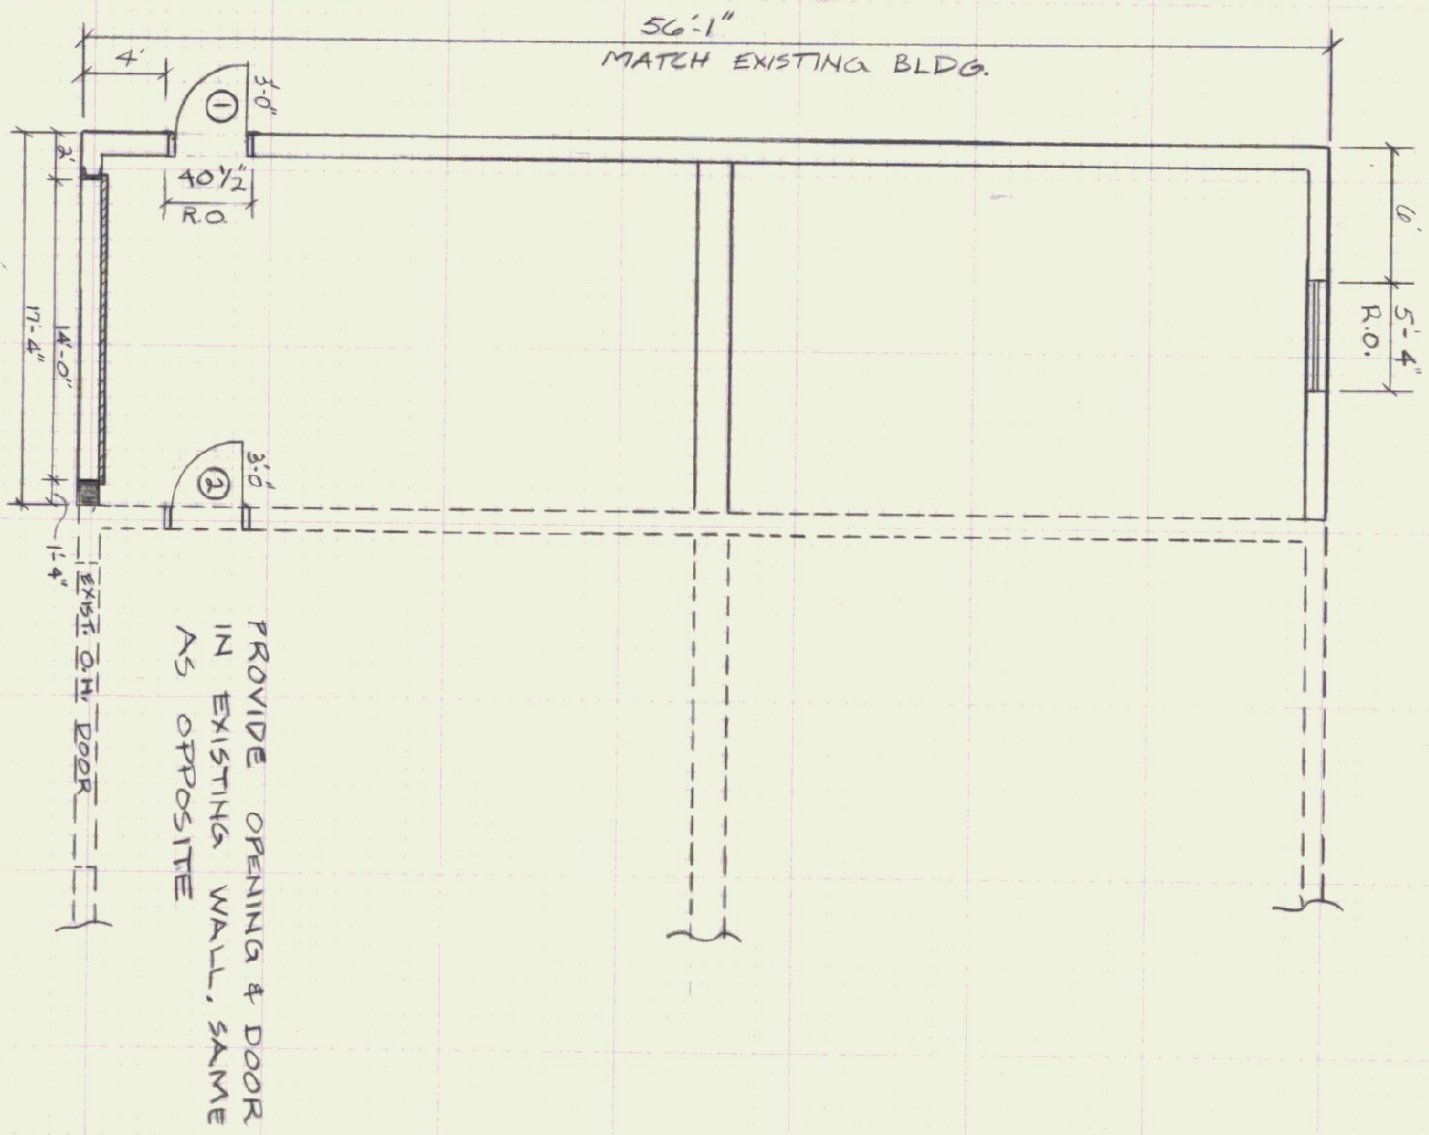 56'-1"
MATCH EXISTING BLDG.
4'
3'-0"
1
2'
40 1/2"
R.O.
6'
5'-4"
R.O.
17'-4"
14'-0"
3'-0"
2
1'-4"
EXIST. O.H. DOOR
PROVIDE OPENING & DOOR
IN EXISTING WALL, SAME
AS OPPOSITE